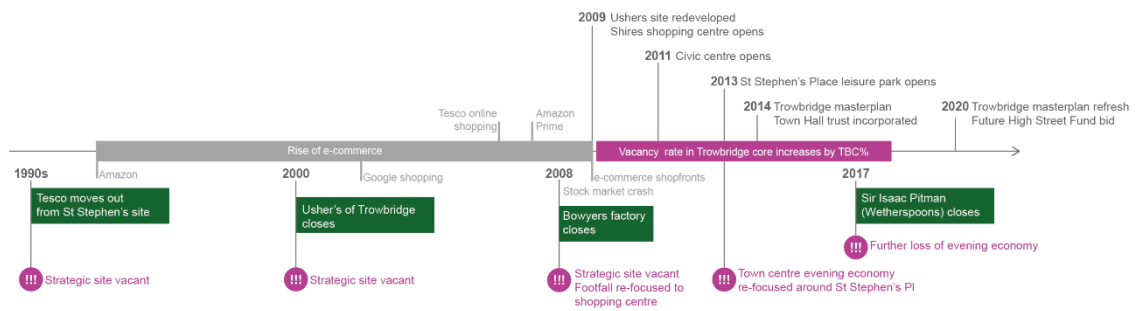 2009 Ushers site redeveloped
Shires shopping centre opens
2011 Civic centre opens
2013 St Stephen's Place leisure park opens
Tesco online
shopping
Amazon
Prime
2014 Trowbridge masterplan
Town Hall trust incorporated
2020 Trowbridge masterplan refresh
Future High Street Fund bid
Rise of e-commerce
Vacancy rate in Trowbridge core increases by TBC%
1990s
Amazon
2000
Google shopping
2008
e-commerce shopfronts
Stock market crash
2017
Tesco moves out
from St Stephen's site
Usher's of Trowbridge
closes
Bowyers factory
closes
Sir Isaac Pitman
(Wetherspoons) closes
!!! Further loss of evening economy
!!! Strategic site vacant
!!! Strategic site vacant
!!! Strategic site vacant
Footfall re-focused to
shopping centre
!!! Town centre evening economy
re-focused around St Stephen's Pl